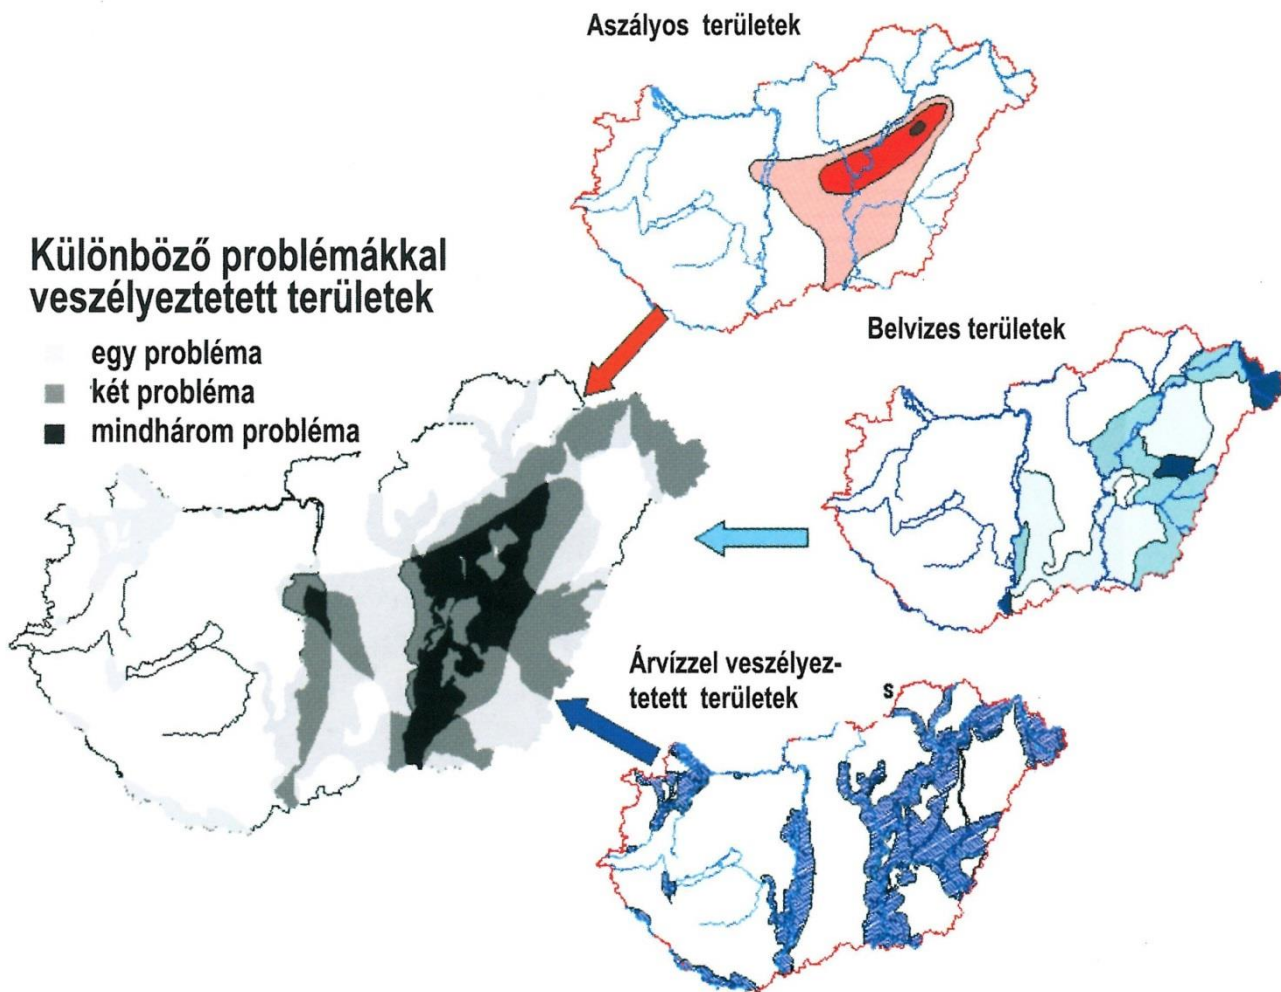 Aszályos területek
Különböző problémákkal
veszélyeztetett területek
egy probléma
két probléma
mindhárom probléma
Belvizes területek
Árvízzel veszélyez-
tetett területek
s